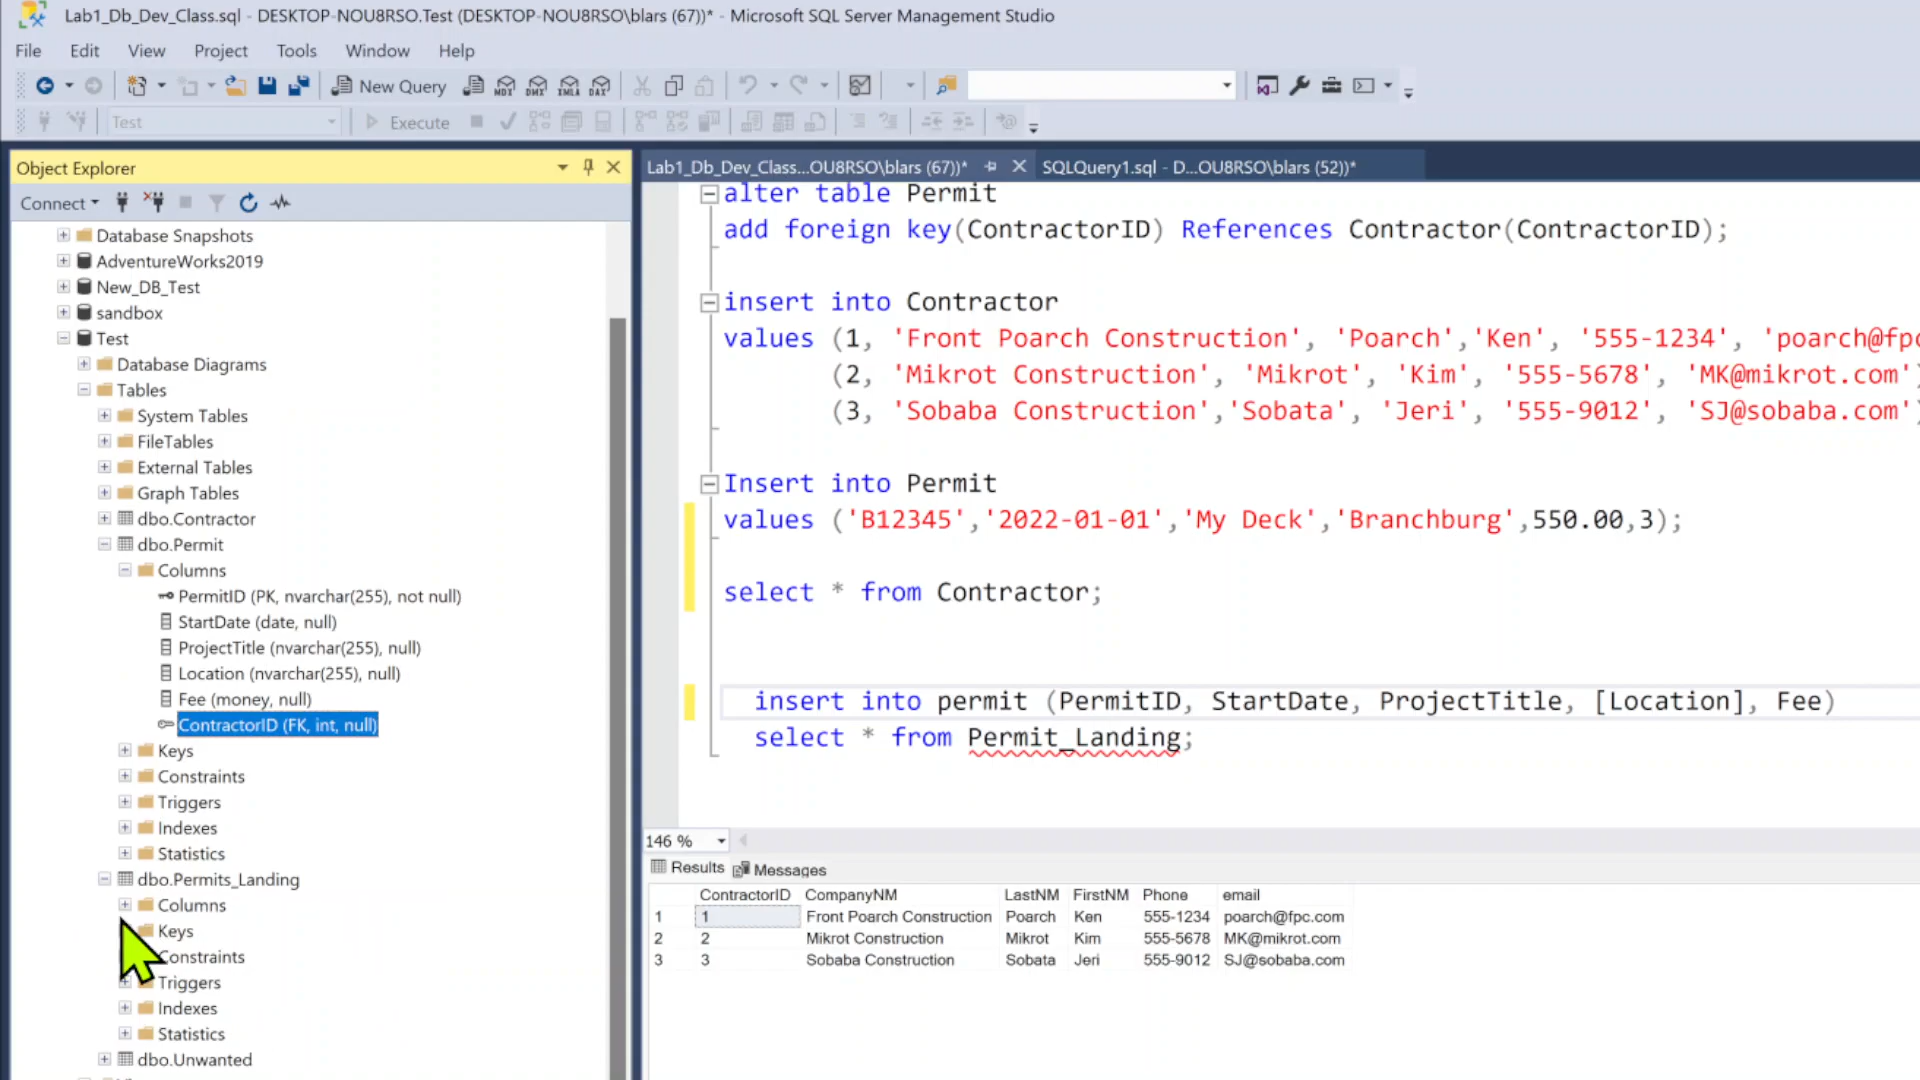 Lab1_Db_Dev_Class.sql - DESKTOP-NOU8RSO.Test (DESKTOP-NOU8RSO\blars (67))* - Microsoft SQL Server Management Studio
File Edit View Project Tools Window Help
New Query MDX DMX XMLA DAX
Test Execute
Object Explorer
Connect
Database Snapshots
AdventureWorks2019
New_DB_Test
sandbox
Test
Database Diagrams
Tables
System Tables
FileTables
External Tables
Graph Tables
dbo.Contractor
dbo.Permit
Columns
PermitID (PK, nvarchar(255), not null)
StartDate (date, null)
ProjectTitle (nvarchar(255), null)
Location (nvarchar(255), null)
Fee (money, null)
ContractorID (FK, int, null)
Keys
Constraints
Triggers
Indexes
Statistics
dbo.Permits_Landing
Columns
Keys
Constraints
Triggers
Indexes
Statistics
dbo.Unwanted
Lab1_Db_Dev_Class...OU8RSO\blars (67))* SQLQuery1.sql - D...OU8RSO\blars (52))*
alter table Permit
add foreign key(ContractorID) References Contractor(ContractorID);
insert into Contractor
values (1, 'Front Poarch Construction', 'Poarch','Ken', '555-1234', 'poarch@fpc
(2, 'Mikrot Construction', 'Mikrot', 'Kim', '555-5678', 'MK@mikrot.com')
(3, 'Sobaba Construction','Sobata', 'Jeri', '555-9012', 'SJ@sobaba.com')
Insert into Permit
values ('B12345','2022-01-01','My Deck','Branchburg',550.00,3);
select * from Contractor;
insert into permit (PermitID, StartDate, ProjectTitle, [Location], Fee)
select * from Permit_Landing;
146 %
Results Messages
ContractorID CompanyNM LastNM FirstNM Phone email
1 1 Front Poarch Construction Poarch Ken 555-1234 poarch@fpc.com
2 2 Mikrot Construction Mikrot Kim 555-5678 MK@mikrot.com
3 3 Sobaba Construction Sobata Jeri 555-9012 SJ@sobaba.com